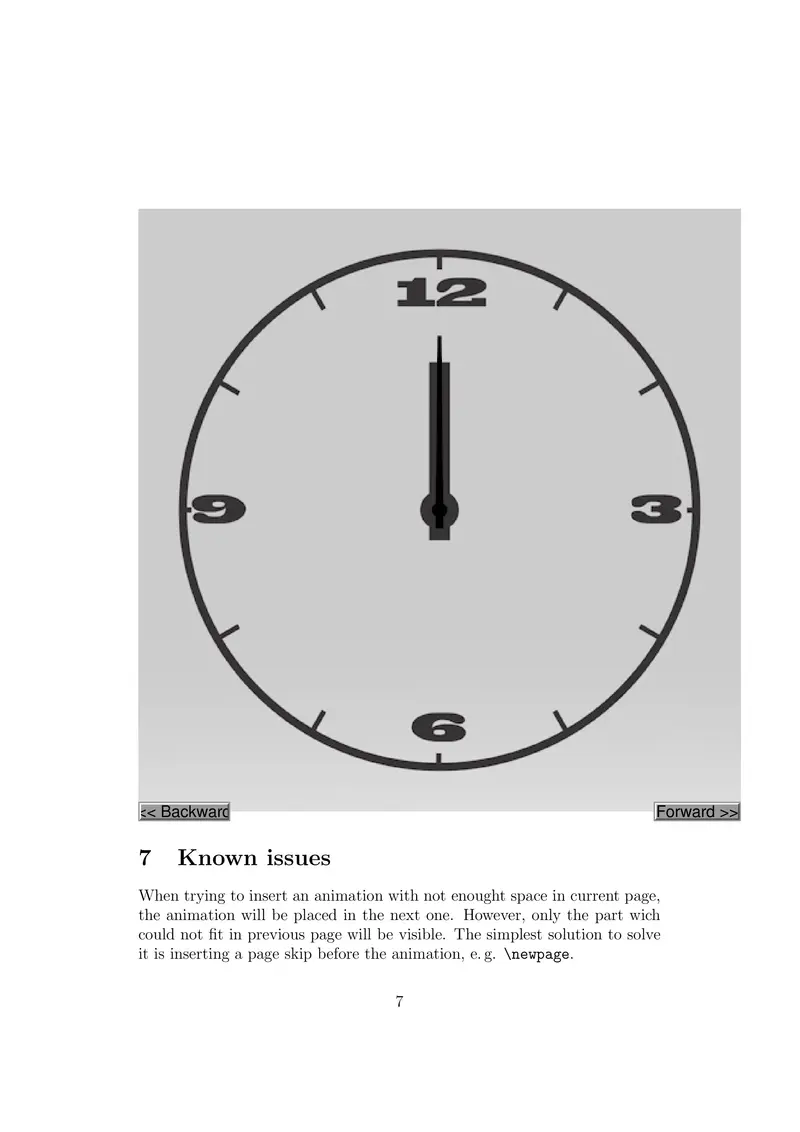 12
9
3
6
<< Backward
Forward >>
7 Known issues
When trying to insert an animation with not enought space in current page,
the animation will be placed in the next one. However, only the part wich
could not fit in previous page will be visible. The simplest solution to solve
it is inserting a page skip before the animation, e. g. \newpage.
7